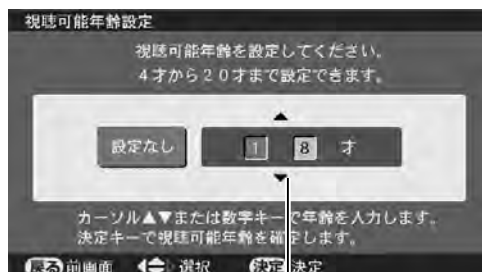 視聴可能年齢設定
視聴可能年齢を設定してください。
4才から20才まで設定できます。
設定なし 1 8 才
カーソル▲▼または数字キーで年齢を入力します。
決定キーで視聴可能年齢を確定します。
戻る 前画面 選択 決定 決定